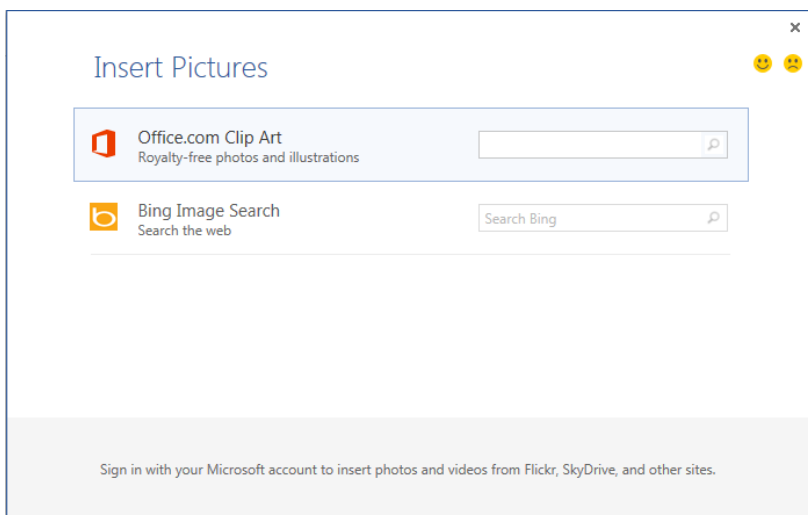 Insert Pictures
Office.com Clip Art
Royalty-free photos and illustrations
Bing Image Search
Search the web
Search Bing
Sign in with your Microsoft account to insert photos and videos from Flickr, SkyDrive, and other sites.